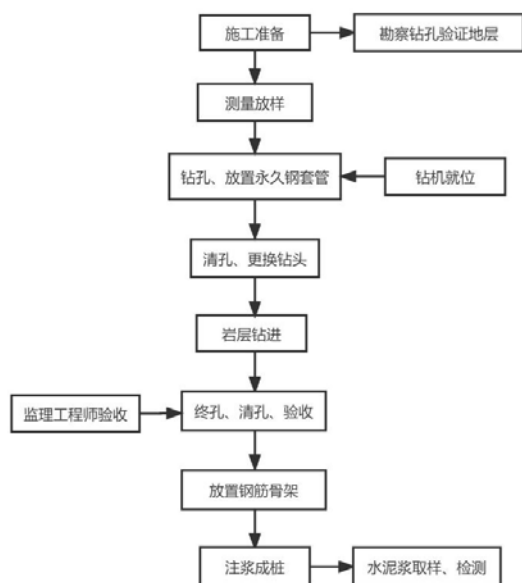 施工准备
勘察钻孔验证地层
测量放样
钻孔、放置永久钢套管
钻机就位
清孔、更换钻头
岩层钻进
监理工程师验收
终孔、清孔、验收
放置钢筋骨架
注浆成桩
水泥浆取样、检测